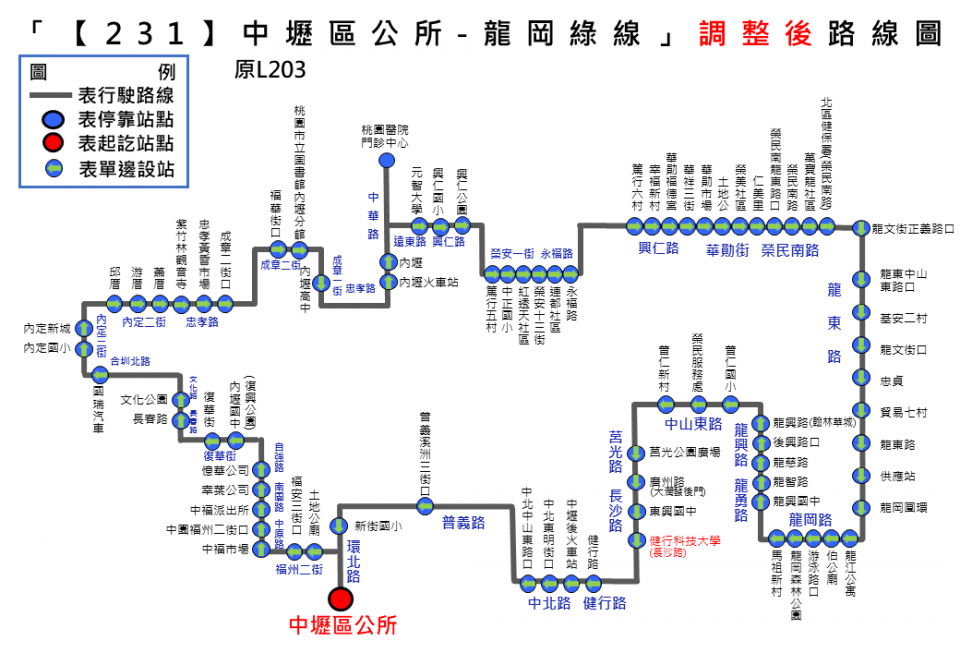 「【231】中壢區公所-龍岡綠線」調整後路線圖
圖 例
表行駛路線
表停靠站點
表起訖站點
表單邊設站
原L203
中壢區公所
環北路
土地公廟
福安三街口
福州二街
中福市場
中園福州二街口
中福派出所
幸葉公司
憶華公司
中原路
南園路
自強路
內壢國中(復興公園)
復華街
復華街
長春路
文化公園
長春路
文化路
國瑞汽車
合圳北路
內定國小
內定新城
內定二街
邱厝
游厝
蕭厝
內定二街
紫竹林觀音寺
忠孝黃昏市場
成章二街口
忠孝路
福華街口
桃園市立圖書館內壢分館
成章二街
內壢高中
成章一街
忠孝路
內壢火車站
內壢
中華路
桃園醫院
門診中心
元智大學
遠東路
興仁國小
興仁公園
興仁路
篤行五村
中正國小
紅透天社區
榮安十三街
連都社區
永福路
榮安一街
永福路
篤行六村
幸福新村
華勛福德宮
華祥三街
華勛市場
土地公
榮美社區
仁美里
榮民南龍東路口
榮民南路
萬寶龍社區
北區健保署(榮民南路)
興仁路
華勛街
榮民南路
龍文街正義路口
龍東中山
東路口
基安二村
龍文街口
忠貞
貿易七村
龍東路
供應站
龍岡圓環
龍東路
龍江公寓
伯公廟
游泳路口
龍岡森林公園
馬祖新村
龍岡路
龍興國中
龍智路
龍慈路
後興路口
龍興路(翰林華城)
龍勇路
龍興路
普仁國小
榮民服務處
普仁新村
中山東路
莒光公園廣場
廣州路
(大潤發後門)
東興國中
健行科技大學
(長沙路)
莒光路
長沙路
健行路
中壢後火車站
中北東明街口
中北中山東路口
健行路
中北路
普義溪洲三街口
普義路
新街國小